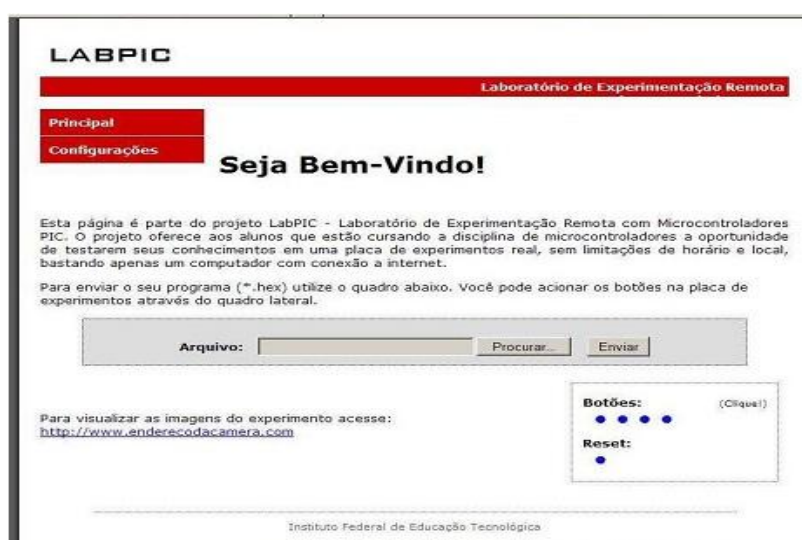 LABPIC
Laboratório de Experimentação Remota
Principal
Configurações
Seja Bem-Vindo!
Esta página é parte do projeto LabPIC - Laboratório de Experimentação Remota com Microcontroladores
PIC. O projeto oferece aos alunos que estão cursando a disciplina de microcontroladores a oportunidade
de testarem seus conhecimentos em uma placa de experimentos real, sem limitações de horário e local,
bastando apenas um computador com conexão a internet.
Para enviar o seu programa (*.hex) utilize o quadro abaixo. Você pode acionar os botões na placa de
experimentos através do quadro lateral.
Arquivo: Procurar... Enviar
Botões: (Clique!)
Para visualizar as imagens do experimento acesse:
http://www.enderecodacamera.com
Reset:
Instituto Federal de Educação Tecnológica